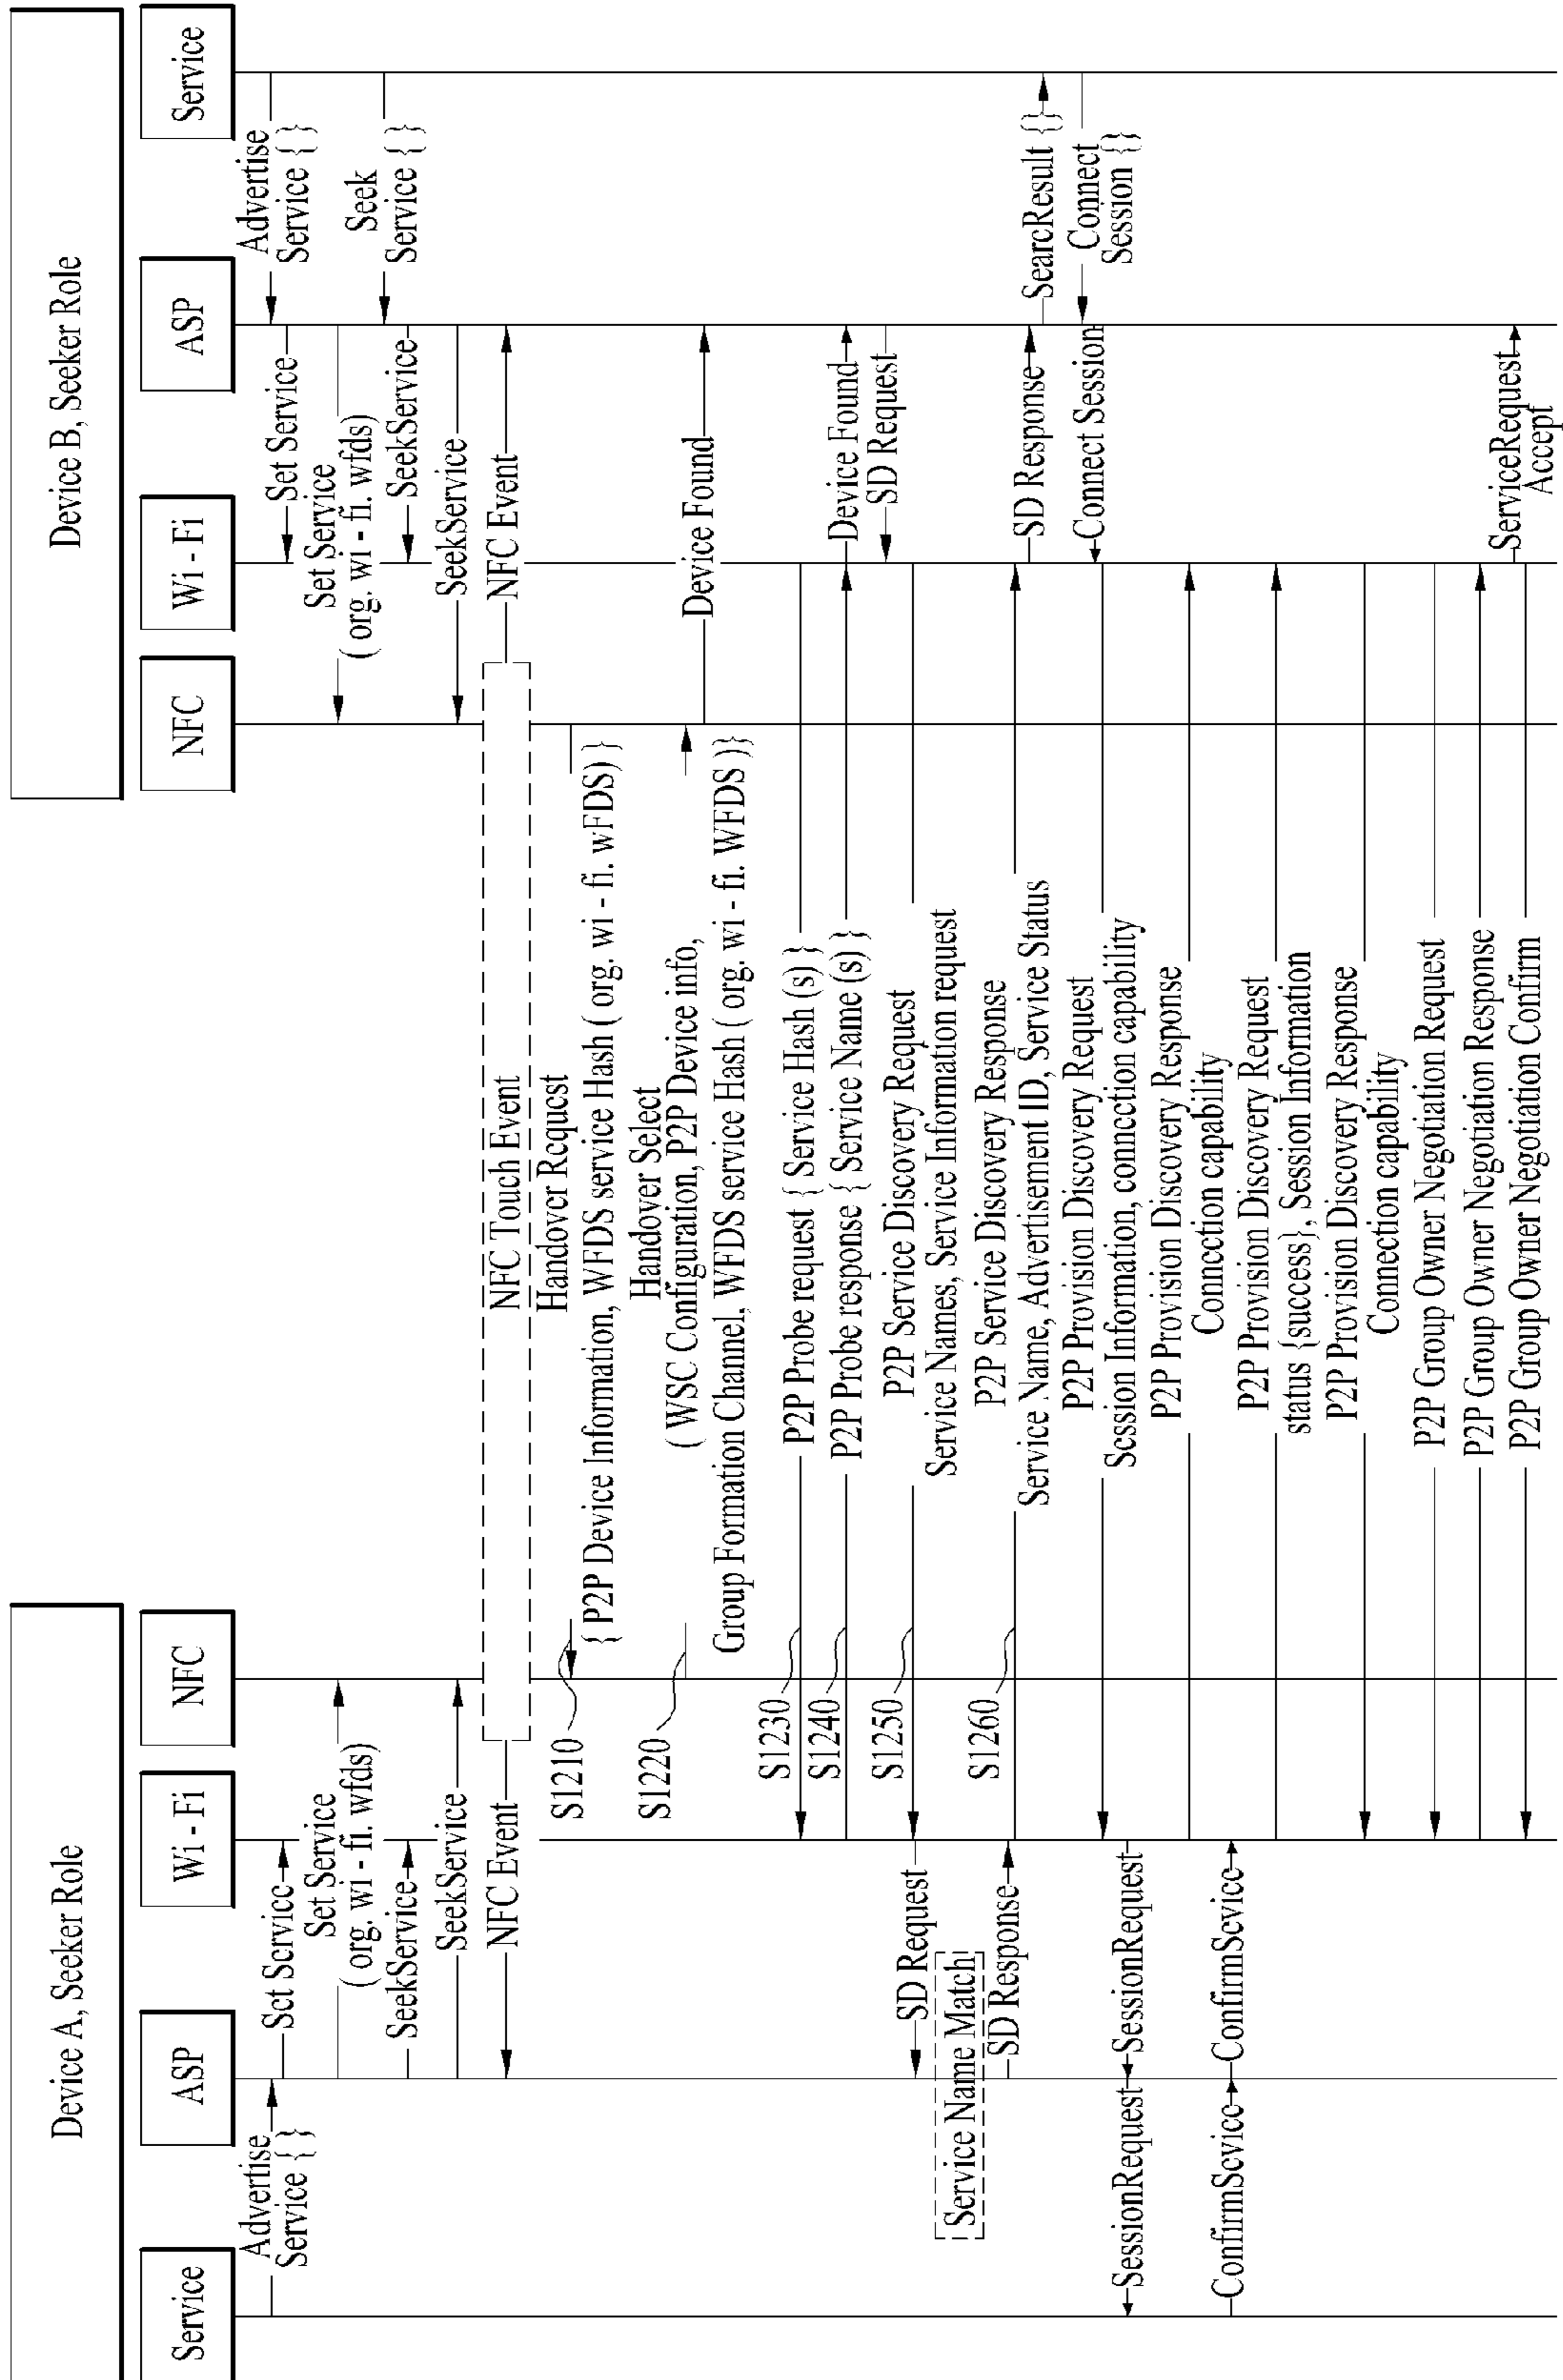 Device A, Seeker Role
Device B, Seeker Role
Service
ASP
Wi - Fi
NFC
NFC
Wi - Fi
ASP
Service
Advertise
Service { }
Set Service
Set Service
( org. wi - fi. wfds)
SeekService
SeekService
NFC Event
NFC Touch Event
NFC Event
Advertise
Service { }
Set Service
Set Service
( org. wi - fi. wfds)
Seek
Service { }
SeekService
SeekService
S1210
Handover Request
{ P2P Device Information, WFDS service Hash ( org. wi - fi. wFDS) }
S1220
Handover Select
( WSC Configuration, P2P Device info,
Group Formation Channel, WFDS service Hash ( org. wi - fi. WFDS )}
Device Found
S1230
P2P Probe request { Service Hash (s) }
S1240
P2P Probe response { Service Name (s) }
Device Found
SD Request
S1250
P2P Service Discovery Request
Service Names, Service Information request
SD Request
Service Name Match
SD Response
S1260
P2P Service Discovery Response
Service Name, Advertisement ID, Service Status
SD Response
SearcResult { }
Connect
Session { }
Connect Session
P2P Provision Discovery Request
Session Information, connection capability
SessionRequest
SessionRequest
P2P Provision Discovery Response
Connection capability
ConfirmScvice
ConfirmScvice
P2P Provision Discovery Request
status {success}, Session Information
P2P Provision Discovery Response
Connection capability
P2P Group Owner Negotiation Request
P2P Group Owner Negotiation Response
P2P Group Owner Negotiation Confirm
ServiceRequest
Accept